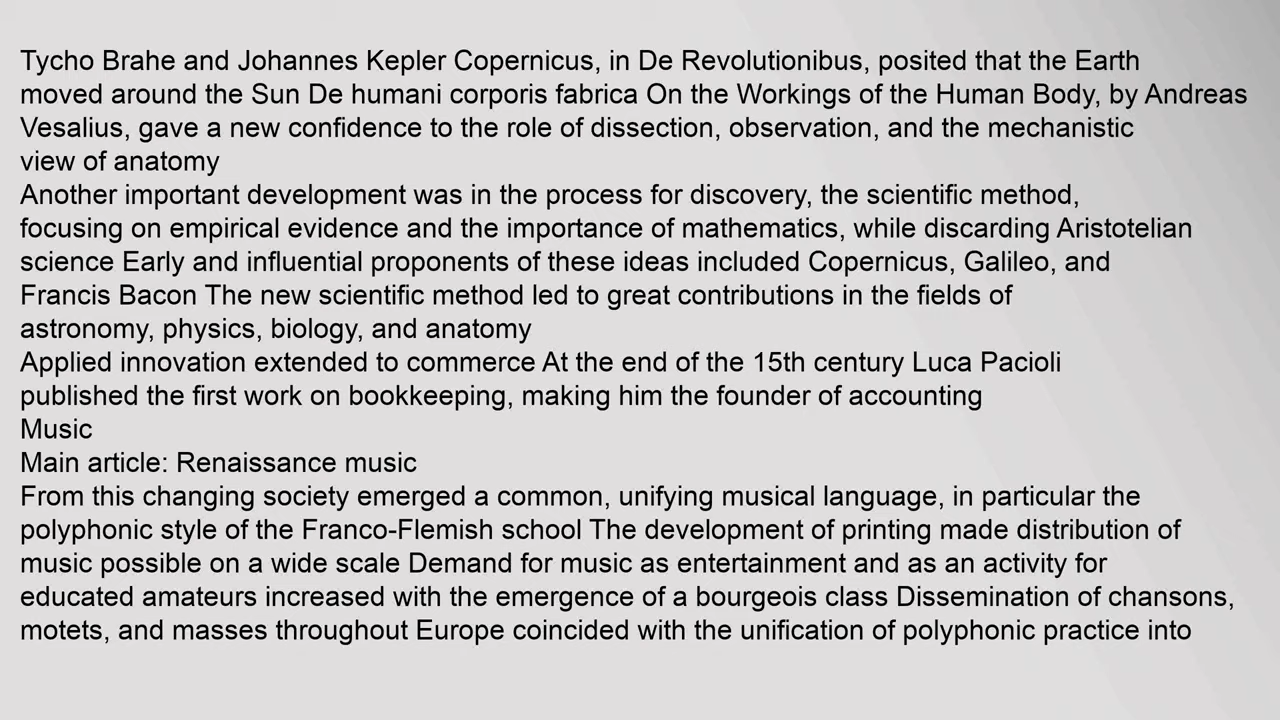 Tycho Brahe and Johannes Kepler Copernicus, in De Revolutionibus, posited that the Earth
moved around the Sun De humani corporis fabrica On the Workings of the Human Body, by Andreas
Vesalius, gave a new confidence to the role of dissection, observation, and the mechanistic
view of anatomy
Another important development was in the process for discovery, the scientific method,
focusing on empirical evidence and the importance of mathematics, while discarding Aristotelian
science Early and influential proponents of these ideas included Copernicus, Galileo, and
Francis Bacon The new scientific method led to great contributions in the fields of
astronomy, physics, biology, and anatomy
Applied innovation extended to commerce At the end of the 15th century Luca Pacioli
published the first work on bookkeeping, making him the founder of accounting
Music
Main article: Renaissance music
From this changing society emerged a common, unifying musical language, in particular the
polyphonic style of the Franco-Flemish school The development of printing made distribution of
music possible on a wide scale Demand for music as entertainment and as an activity for
educated amateurs increased with the emergence of a bourgeois class Dissemination of chansons,
motets, and masses throughout Europe coincided with the unification of polyphonic practice into